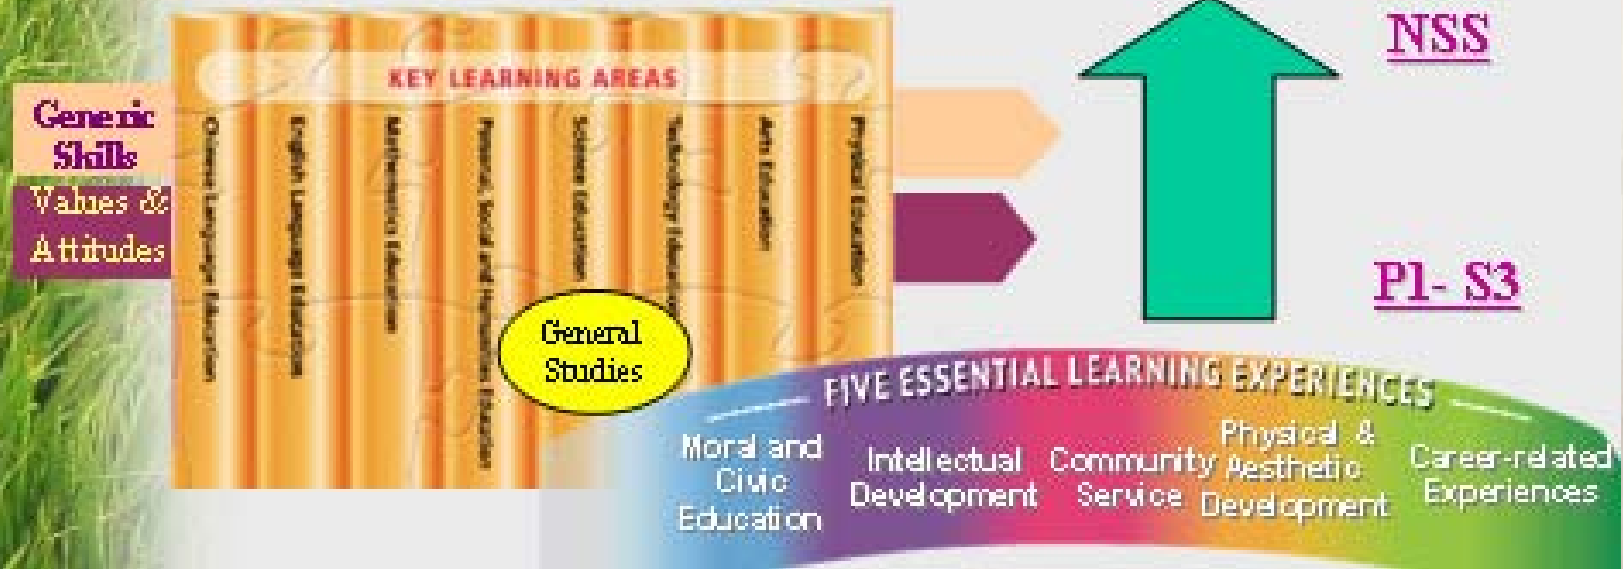 KEY LEARNING AREAS
Generic
Skills
Values &
Attitudes
Chinese Language Education
English Language Education
Mathematics Education
Personal, Social and Humanities Education
Science Education
Technology Education
Arts Education
Physical Education
General
Studies
NSS
P1- S3
FIVE ESSENTIAL LEARNING EXPERIENCES
Moral and
Civic
Education
Intellectual
Development
Community
Service
Physical &
Aesthetic
Development
Career-related
Experiences